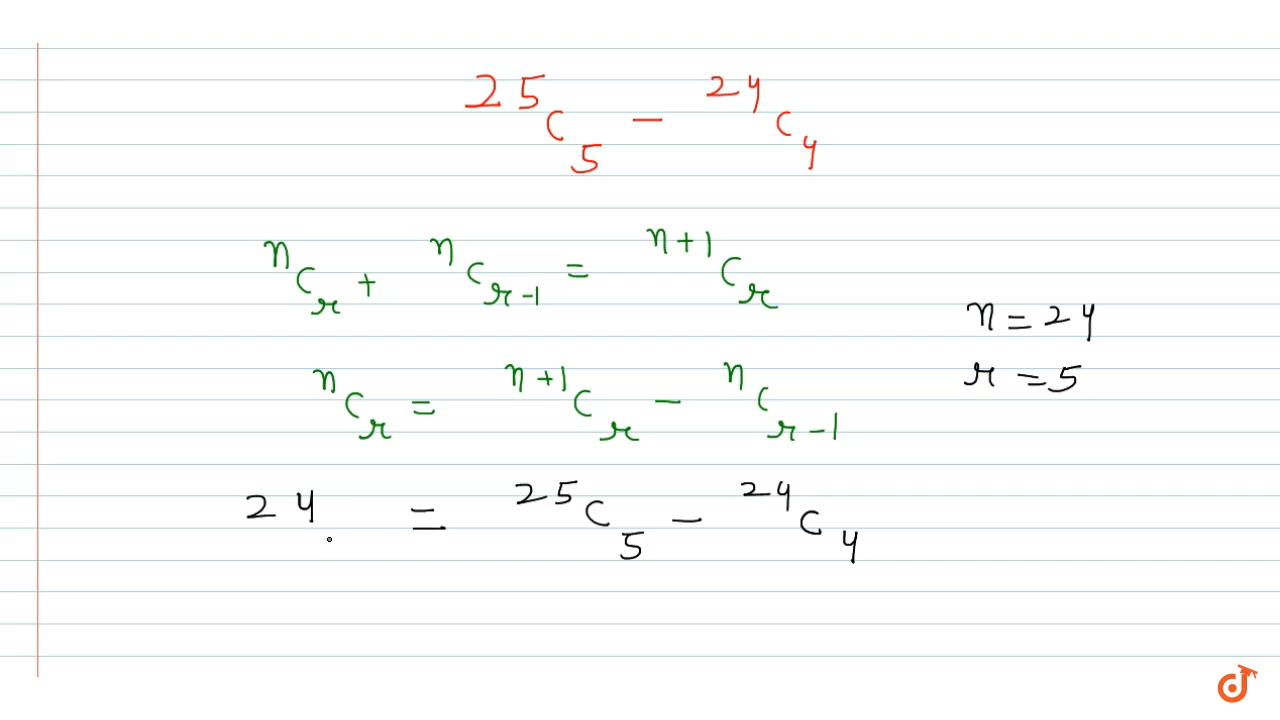 25C5 - 24C4
nCr + nCr-1 = n+1Cr
n = 24
r = 5
nCr = n+1Cr - nCr-1
24 = 25C5 - 24C4